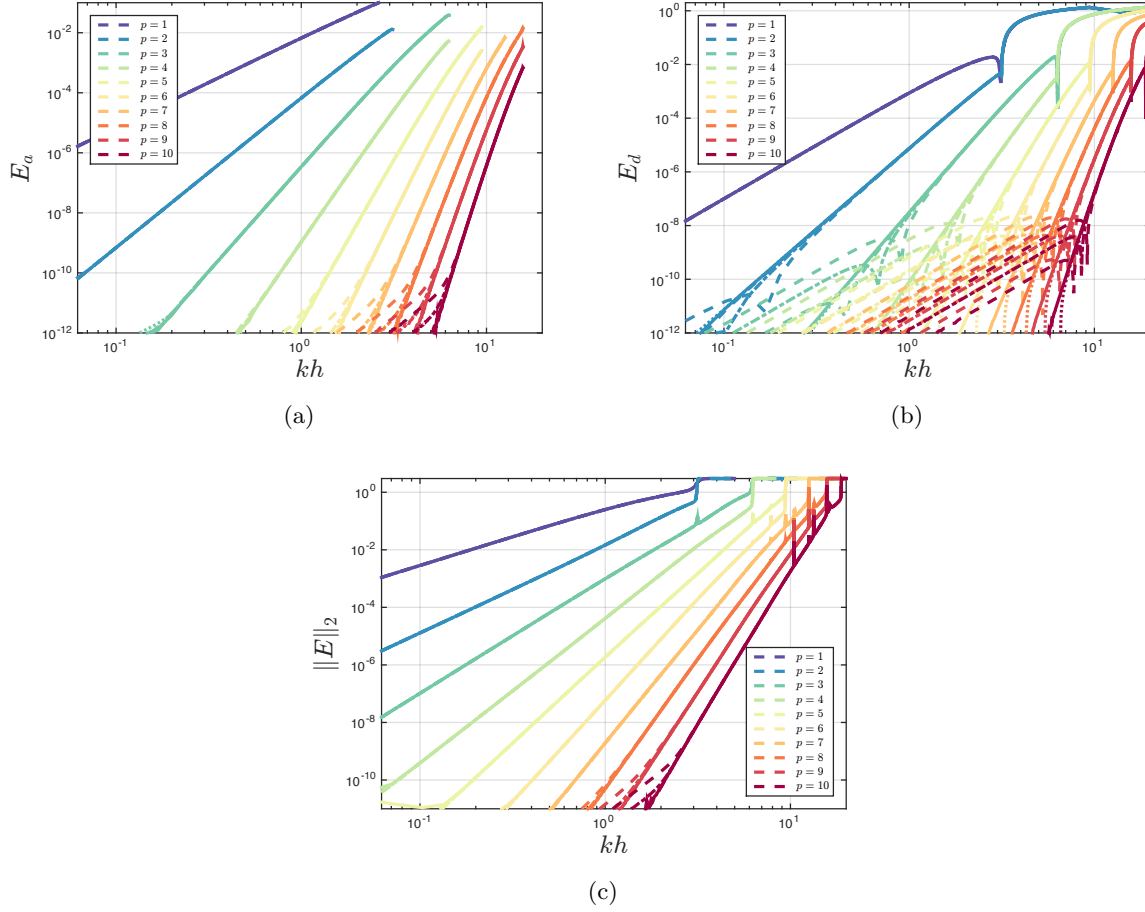 10^{-2}
10^{-4}
10^{-6}
10^{-8}
10^{-10}
10^{-12}
E_a
p = 1
p = 2
p = 3
p = 4
p = 5
p = 6
p = 7
p = 8
p = 9
p = 10
10^{-1}
10^{0}
10^{1}
kh
(a)
10^{0}
10^{-2}
10^{-4}
10^{-6}
10^{-8}
10^{-10}
10^{-12}
E_d
p = 1
p = 2
p = 3
p = 4
p = 5
p = 6
p = 7
p = 8
p = 9
p = 10
10^{-1}
10^{0}
10^{1}
kh
(b)
10^{0}
10^{-2}
10^{-4}
10^{-6}
10^{-8}
10^{-10}
||E||_2
p = 1
p = 2
p = 3
p = 4
p = 5
p = 6
p = 7
p = 8
p = 9
p = 10
10^{-1}
10^{0}
10^{1}
kh
(c)